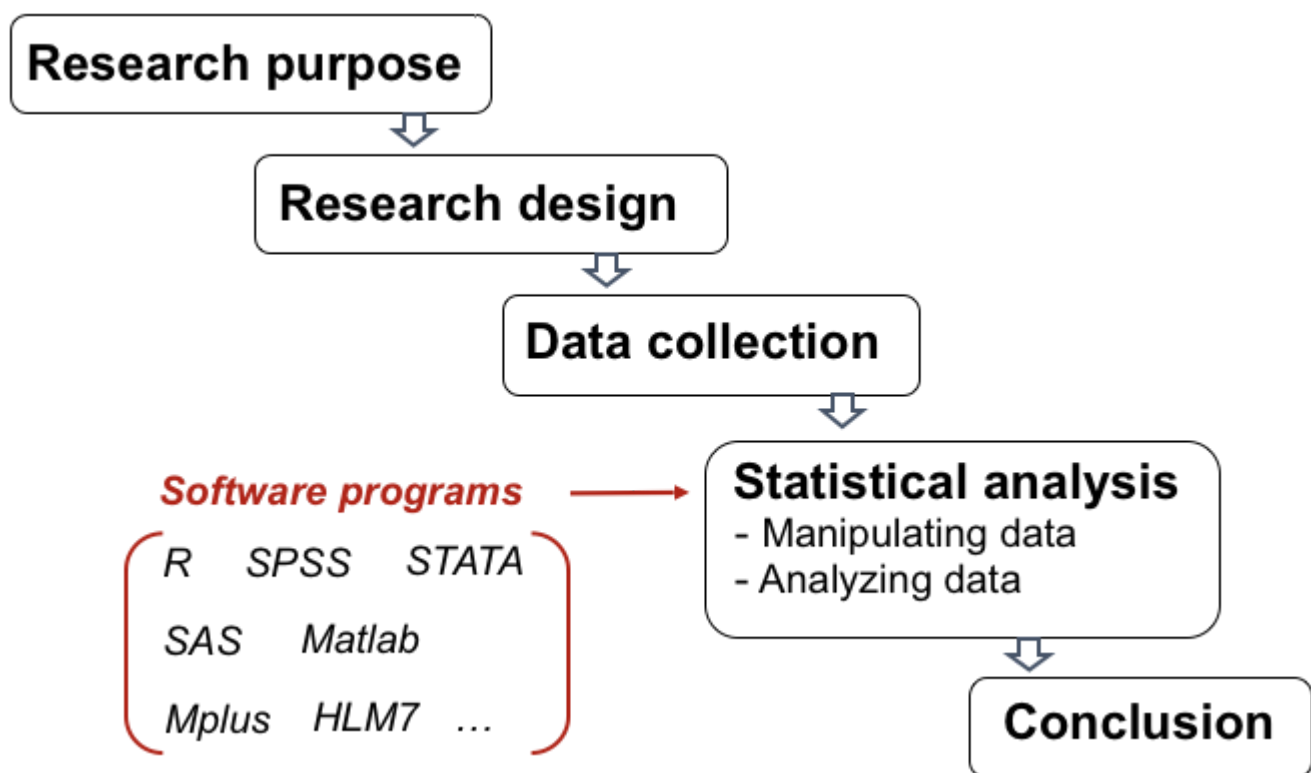 Research purpose
Research design
Data collection
Statistical analysis
- Manipulating data
- Analyzing data
Software programs
R SPSS STATA
SAS Matlab
Mplus HLM7 …
Conclusion